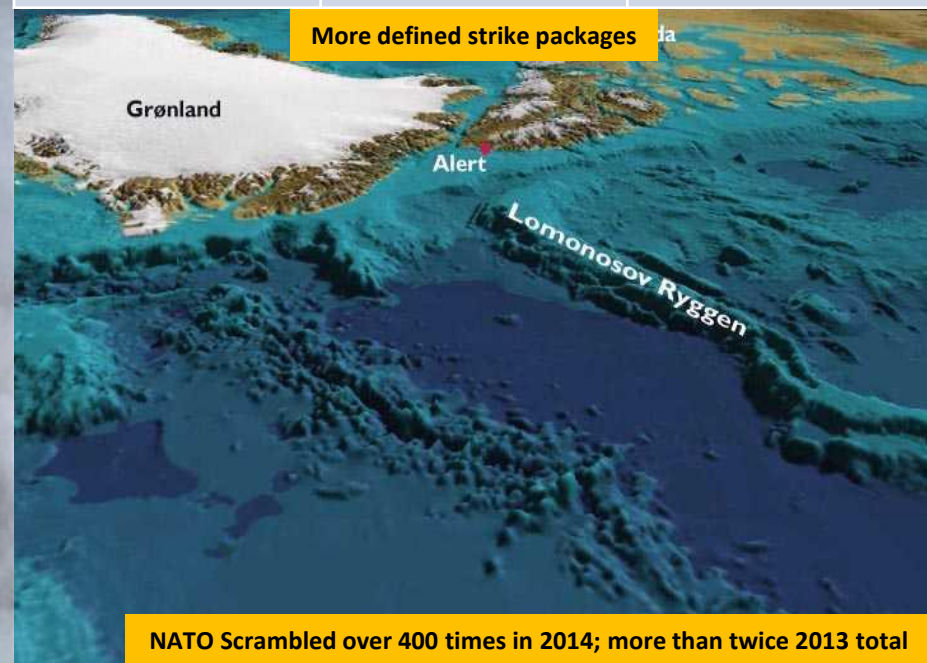 More defined strike packages
da
Grønland
Alert
Lomonosov Ryggen
NATO Scrambled over 400 times in 2014; more than twice 2013 total